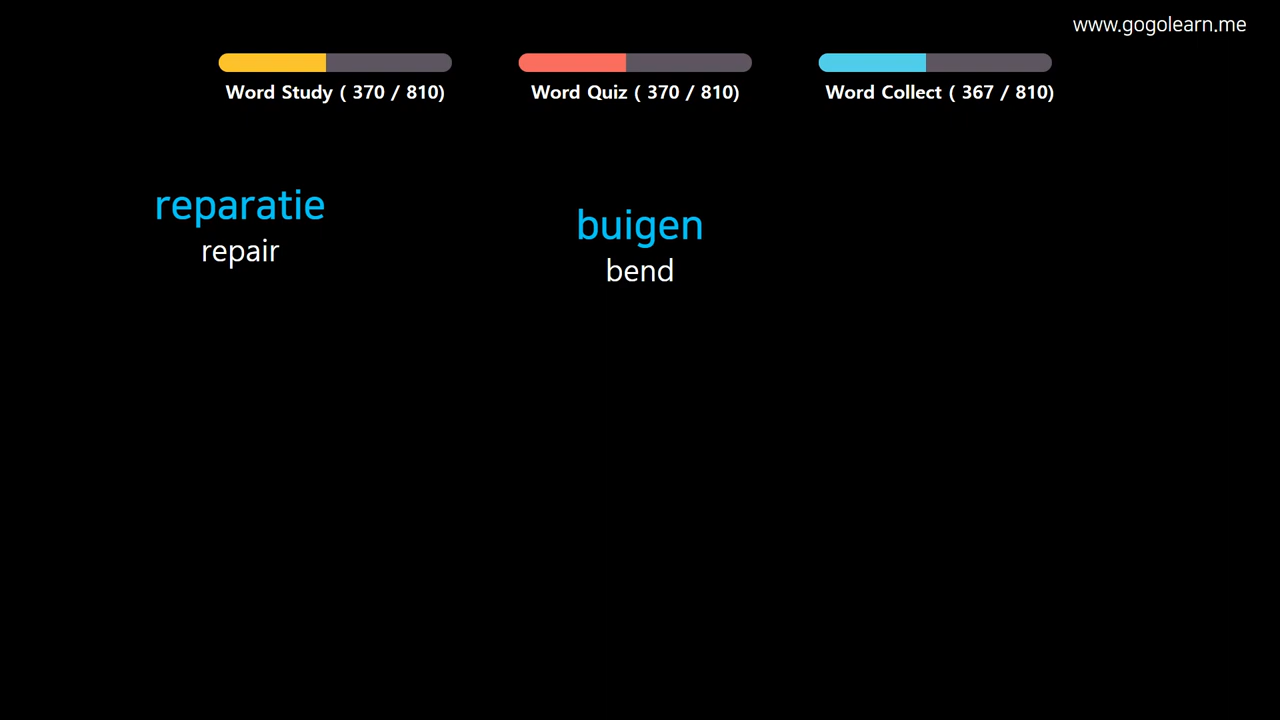 www.gogolearn.me
Word Study ( 370 / 810)
Word Quiz ( 370 / 810)
Word Collect ( 367 / 810)
reparatie
repair
buigen
bend